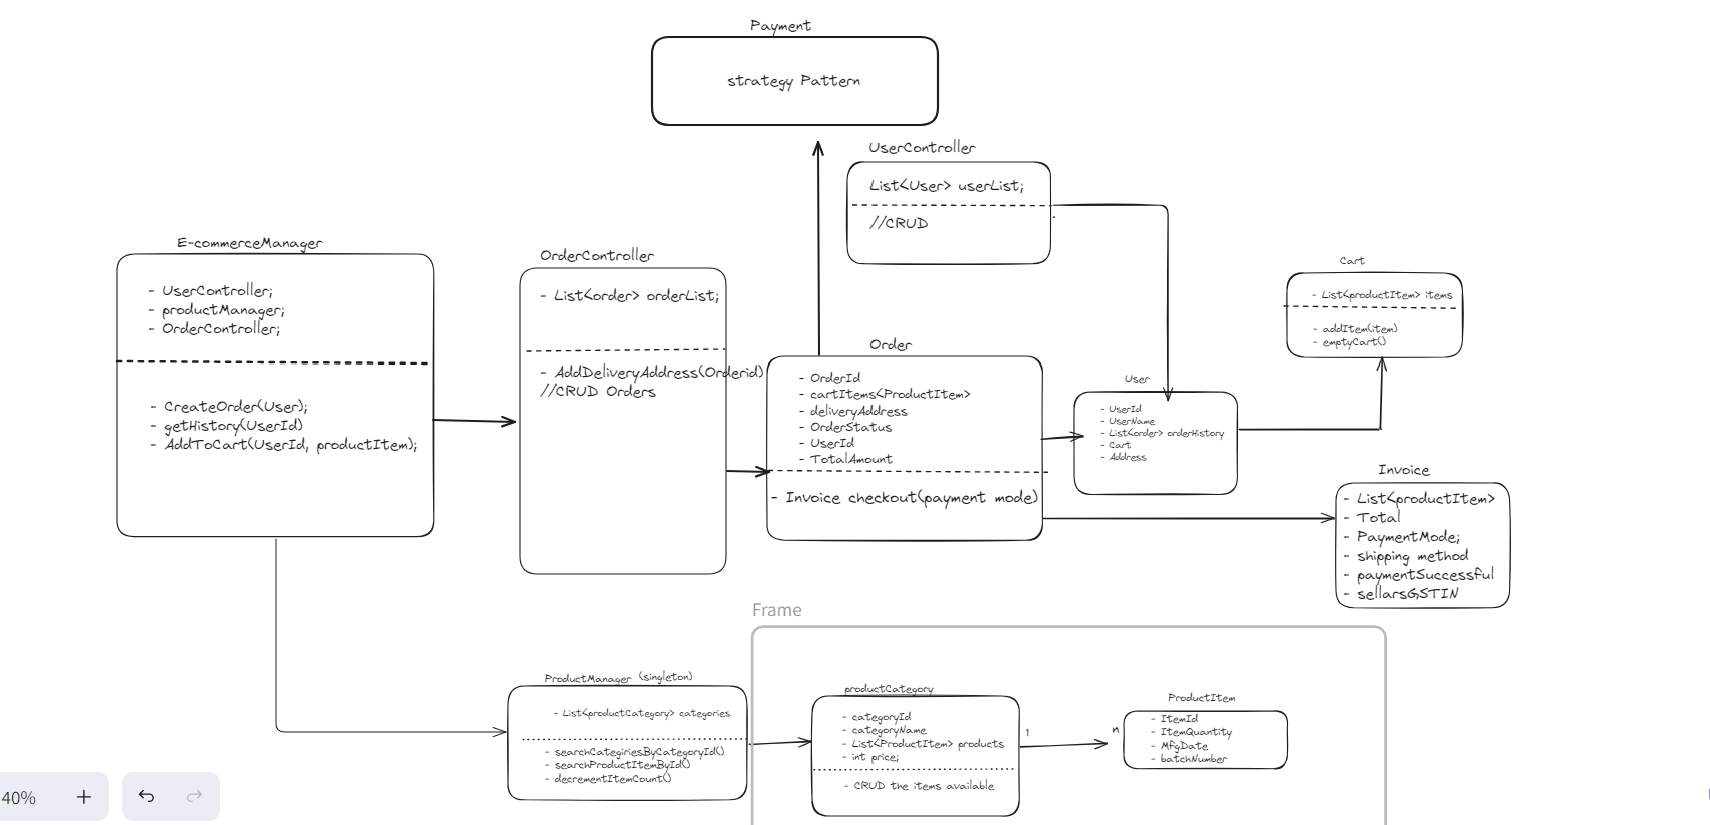 Payment
strategy Pattern
UserController
List<User> userList;
//CRUD
E-commerceManager
- UserController;
- productManager;
- OrderController;
- CreateOrder(User);
- getHistory(UserId)
- AddToCart(UserId, productItem);
OrderController
- List<order> orderList;
- AddDeliveryAddress(Orderid)
//CRUD Orders
Order
- OrderId
- cartItems<ProductItem>
- deliveryAddress
- OrderStatus
- UserId
- TotalAmount
- Invoice checkout(payment mode)
User
- UserId
- UserName
- List<order> orderHistory
- Cart
- Address
Cart
- List<productItem> items
- addItem(item)
- emptyCart()
Invoice
- List<productItem>
- Total
- PaymentMode;
- shipping method
- paymentSuccessful
- sellarsGSTIN
Frame
ProductManager (singleton)
- List<productCategory> categories
- searchCategiriesByCategoryId()
- searchProductItemById()
- decrementItemCount()
productCategory
- categoryId
- categoryName
- List<ProductItem> products
- int price;
- CRUD the items available
1
n
ProductItem
- ItemId
- ItemQuantity
- MfgDate
- batchNumber
40%